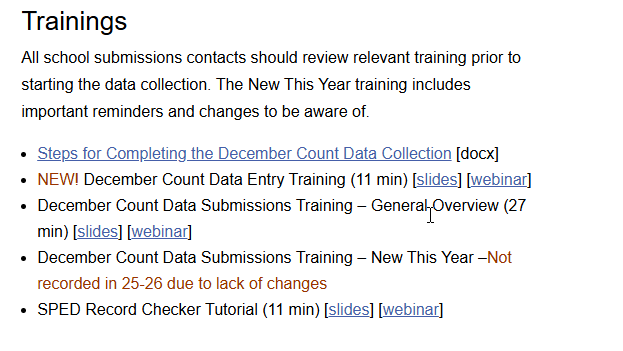 Trainings
All school submissions contacts should review relevant training prior to
starting the data collection. The New This Year training includes
important reminders and changes to be aware of.
• Steps for Completing the December Count Data Collection [docx]
• NEW! December Count Data Entry Training (11 min) [slides] [webinar]
• December Count Data Submissions Training – General Overview (27
min) [slides] [webinar]
• December Count Data Submissions Training – New This Year –Not
recorded in 25-26 due to lack of changes
• SPED Record Checker Tutorial (11 min) [slides] [webinar]